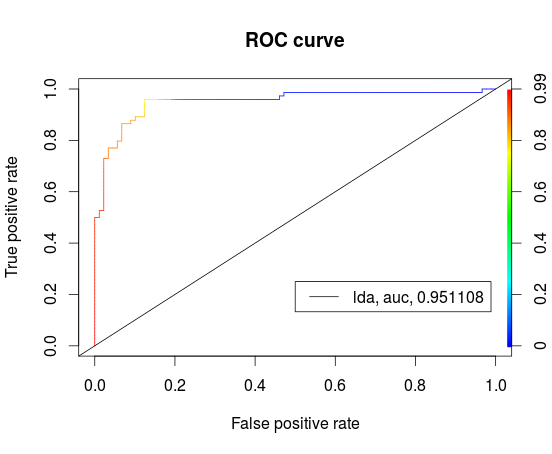 ROC curve
True positive rate
1.0
0.8
0.6
0.4
0.2
0.0
0.99
0.8
0.6
0.4
0.2
0
lda, auc, 0.951108
0.0 0.2 0.4 0.6 0.8 1.0
False positive rate